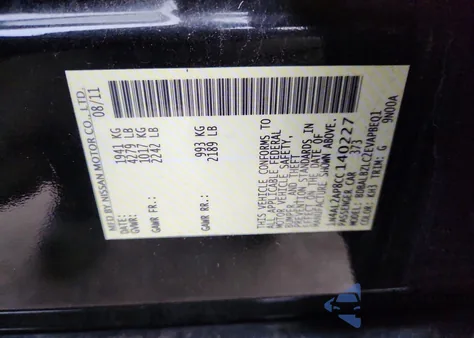 MFD BY NISSAN MOTOR CO., LTD. 08/11
GVWR: 1941 KG
4279 LB
GAWR FR.: 1017 KG
2242 LB
GAWR RR.: 993 KG
2189 LB
THIS VEHICLE CONFORMS TO
ALL APPLICABLE FEDERAL
MOTOR VEHICLE SAFETY,
BUMPER, AND THEFT
PREVENTION STANDARDS IN
EFFECT ON THE DATE OF
MANUFACTURE SHOWN ABOVE.
1N4AL2AP8CC140227
PASSENGER CAR 373
MODEL:
COLOR: KH3 TRIM: G 9N00A